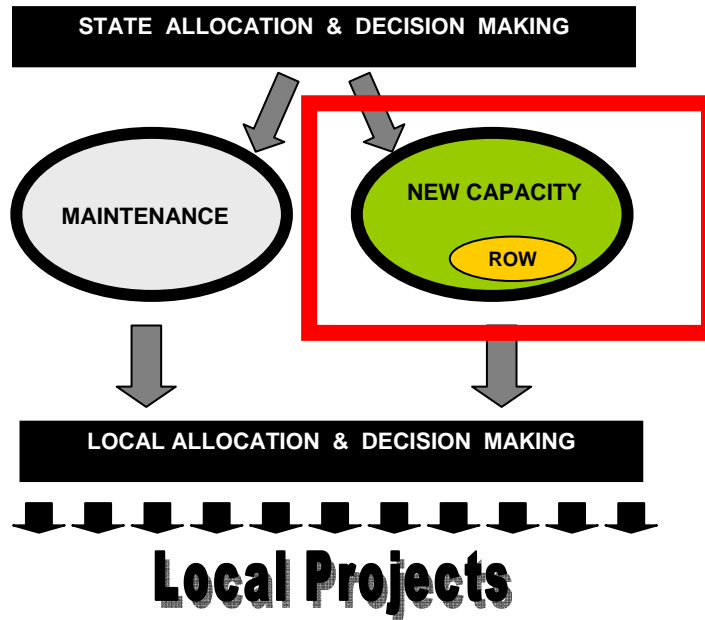 STATE ALLOCATION & DECISION MAKING
MAINTENANCE
NEW CAPACITY
ROW
LOCAL ALLOCATION & DECISION MAKING
Local Projects